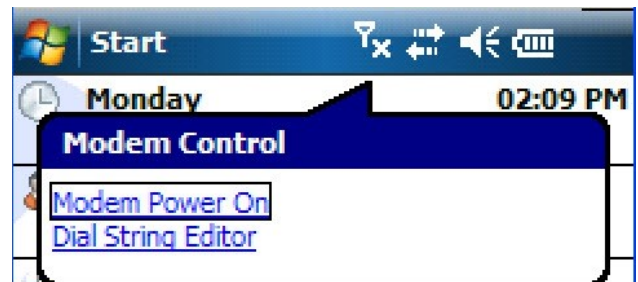 Start
Monday 02:09 PM
Modem Control
Modem Power On
Dial String Editor